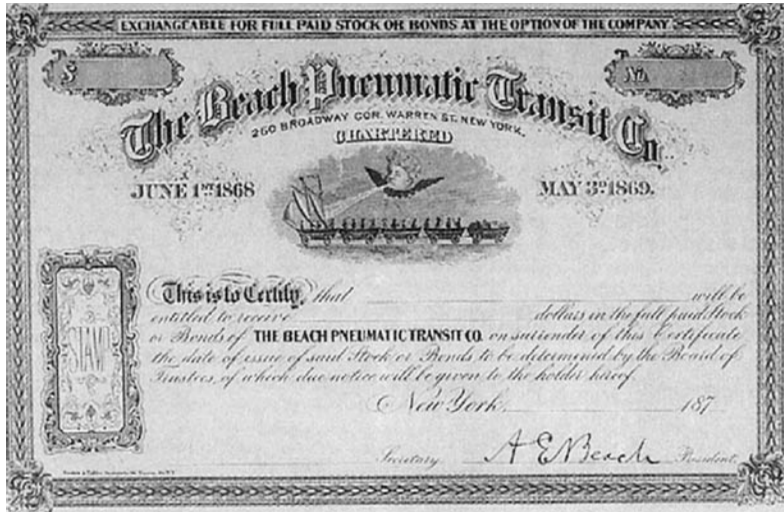 EXCHANGEABLE FOR FULL PAID STOCK OR BONDS AT THE OPTION OF THE COMPANY
$
No.
The Beach Pneumatic Transit Co
260 BROADWAY COR. WARREN ST. NEW YORK.
CHARTERED
JUNE 1ST 1868
MAY 3D 1869.
This is to Certify, that will be
entitled to receive dollars in the full paid Stock
or Bonds of THE BEACH PNEUMATIC TRANSIT CO. on surrender of this Certificate
the date of issue of said Stock or Bonds to be determined by the Board of
Trustees, of which due notice will be given to the holder hereof.
STAMP
New York, 187
Secretary A E Beach President.